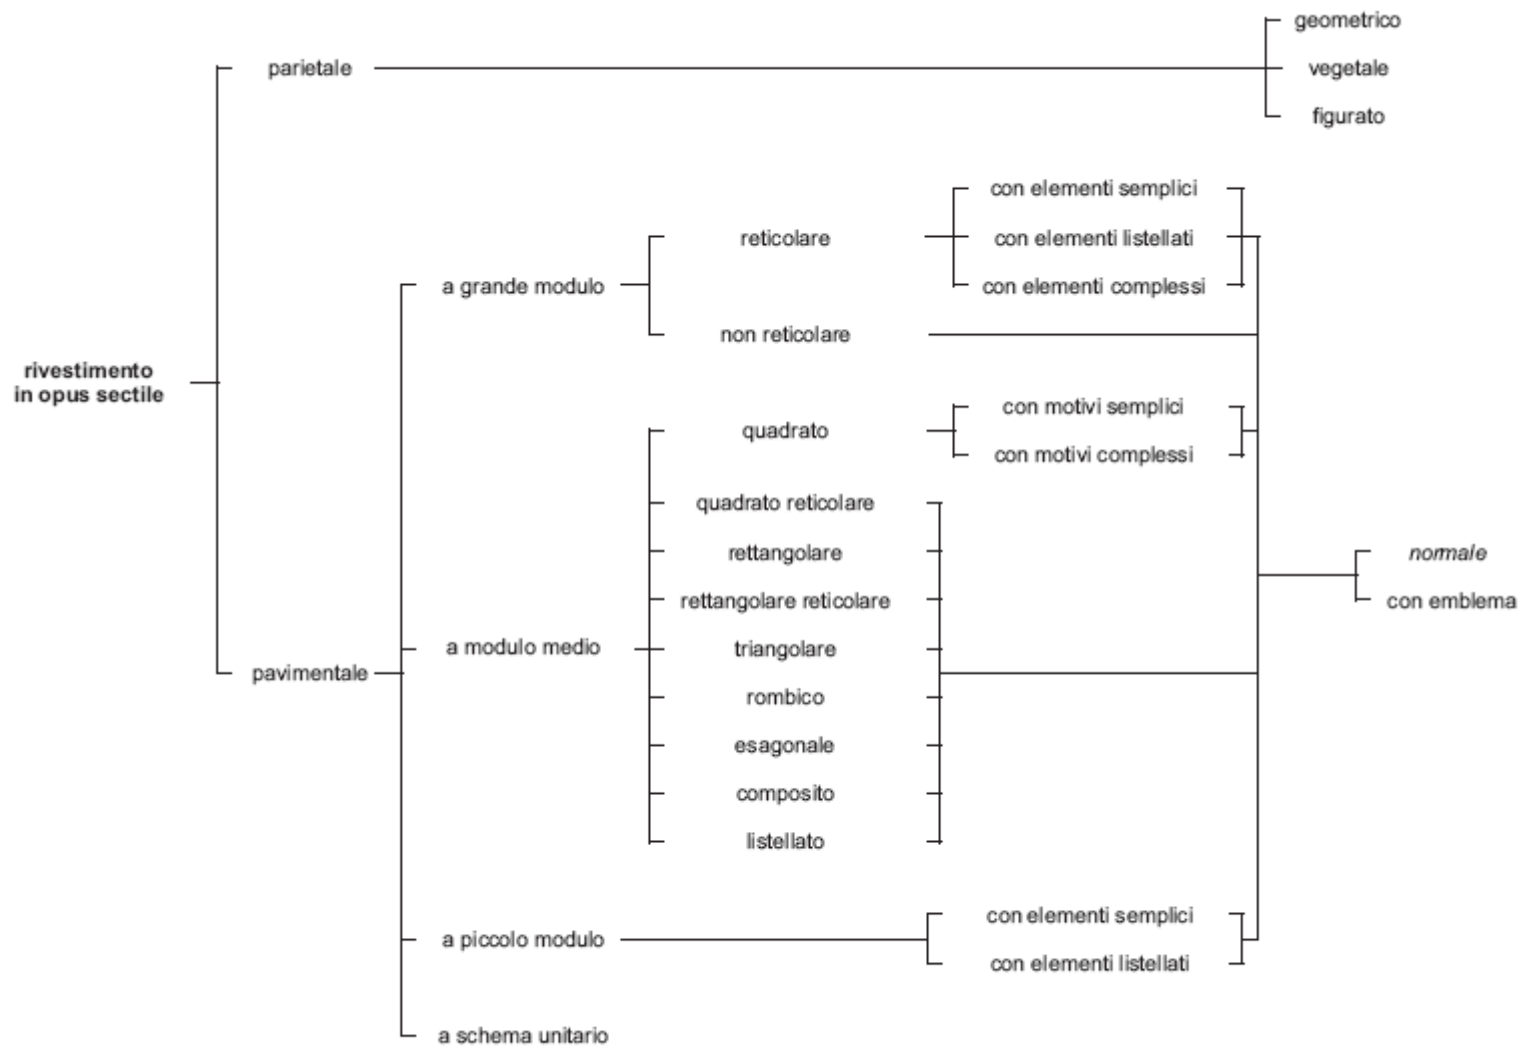 geometrico
parietale
vegetale
figurato
con elementi semplici
reticolare
con elementi listellati
a grande modulo
con elementi complessi
non reticolare
rivestimento
in opus sectile
con motivi semplici
quadrato
con motivi complessi
quadrato reticolare
rettangolare
normale
rettangolare reticolare
con emblema
a modulo medio
triangolare
pavimentale
rombico
esagonale
composito
listellato
con elementi semplici
a piccolo modulo
con elementi listellati
a schema unitario